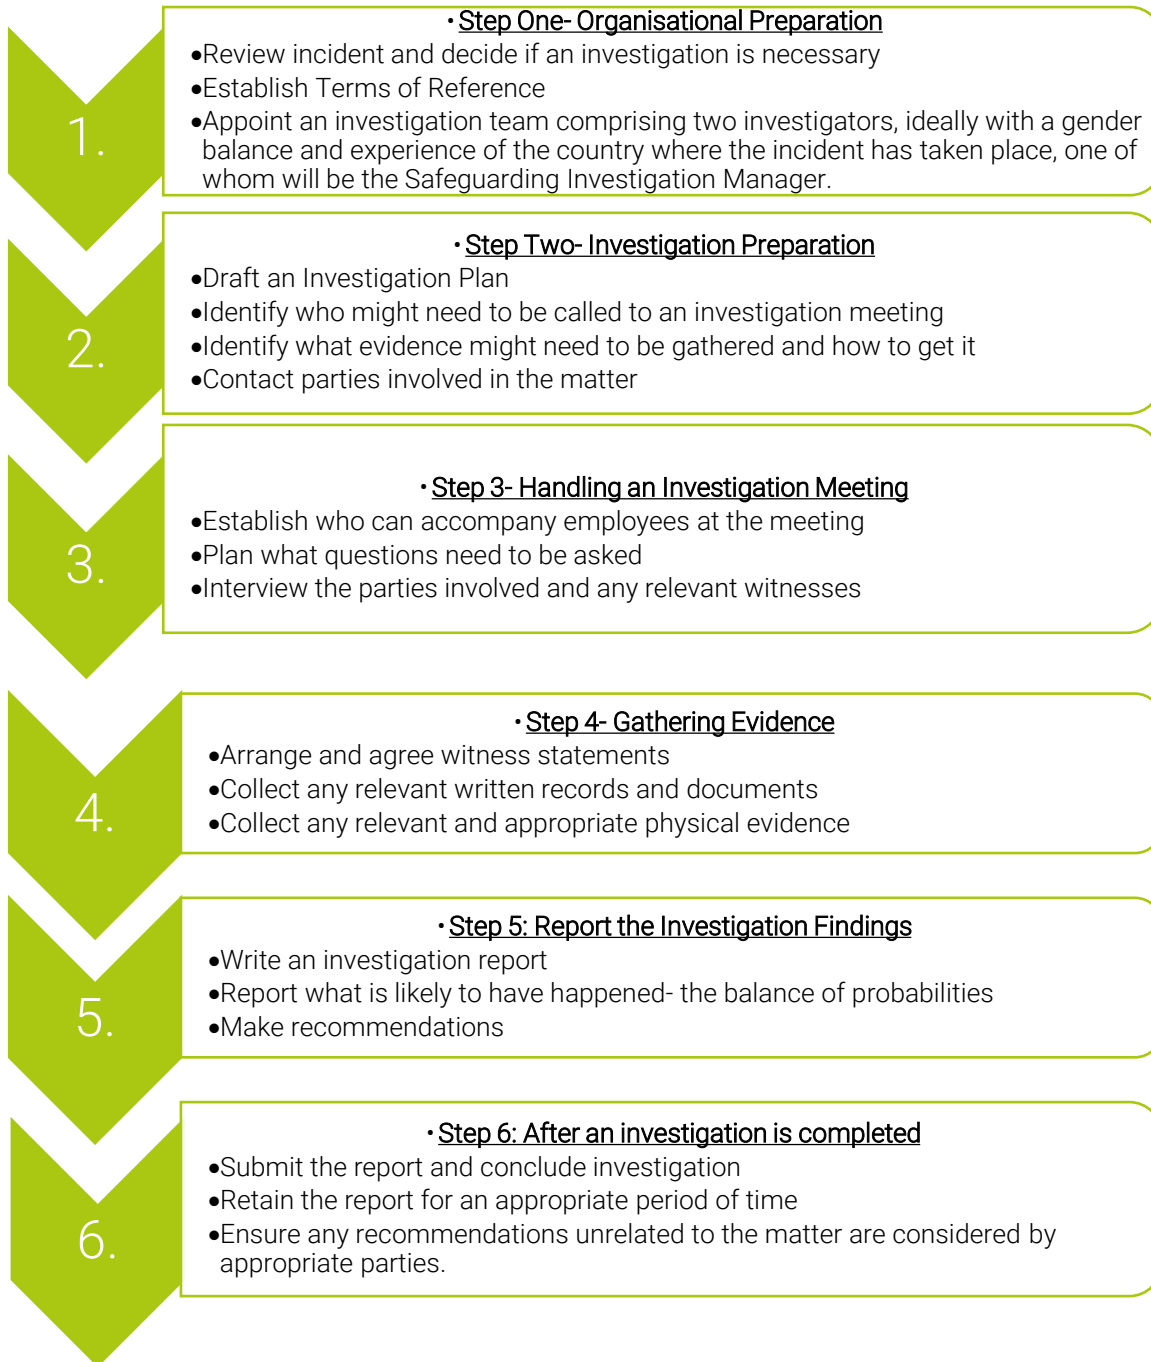 1.
· Step One- Organisational Preparation
•Review incident and decide if an investigation is necessary
•Establish Terms of Reference
•Appoint an investigation team comprising two investigators, ideally with a gender
balance and experience of the country where the incident has taken place, one of
whom will be the Safeguarding Investigation Manager.
2.
· Step Two- Investigation Preparation
•Draft an Investigation Plan
•Identify who might need to be called to an investigation meeting
•Identify what evidence might need to be gathered and how to get it
•Contact parties involved in the matter
3.
· Step 3- Handling an Investigation Meeting
•Establish who can accompany employees at the meeting
•Plan what questions need to be asked
•Interview the parties involved and any relevant witnesses
4.
· Step 4- Gathering Evidence
•Arrange and agree witness statements
•Collect any relevant written records and documents
•Collect any relevant and appropriate physical evidence
5.
· Step 5: Report the Investigation Findings
•Write an investigation report
•Report what is likely to have happened- the balance of probabilities
•Make recommendations
6.
· Step 6: After an investigation is completed
•Submit the report and conclude investigation
•Retain the report for an appropriate period of time
•Ensure any recommendations unrelated to the matter are considered by
appropriate parties.